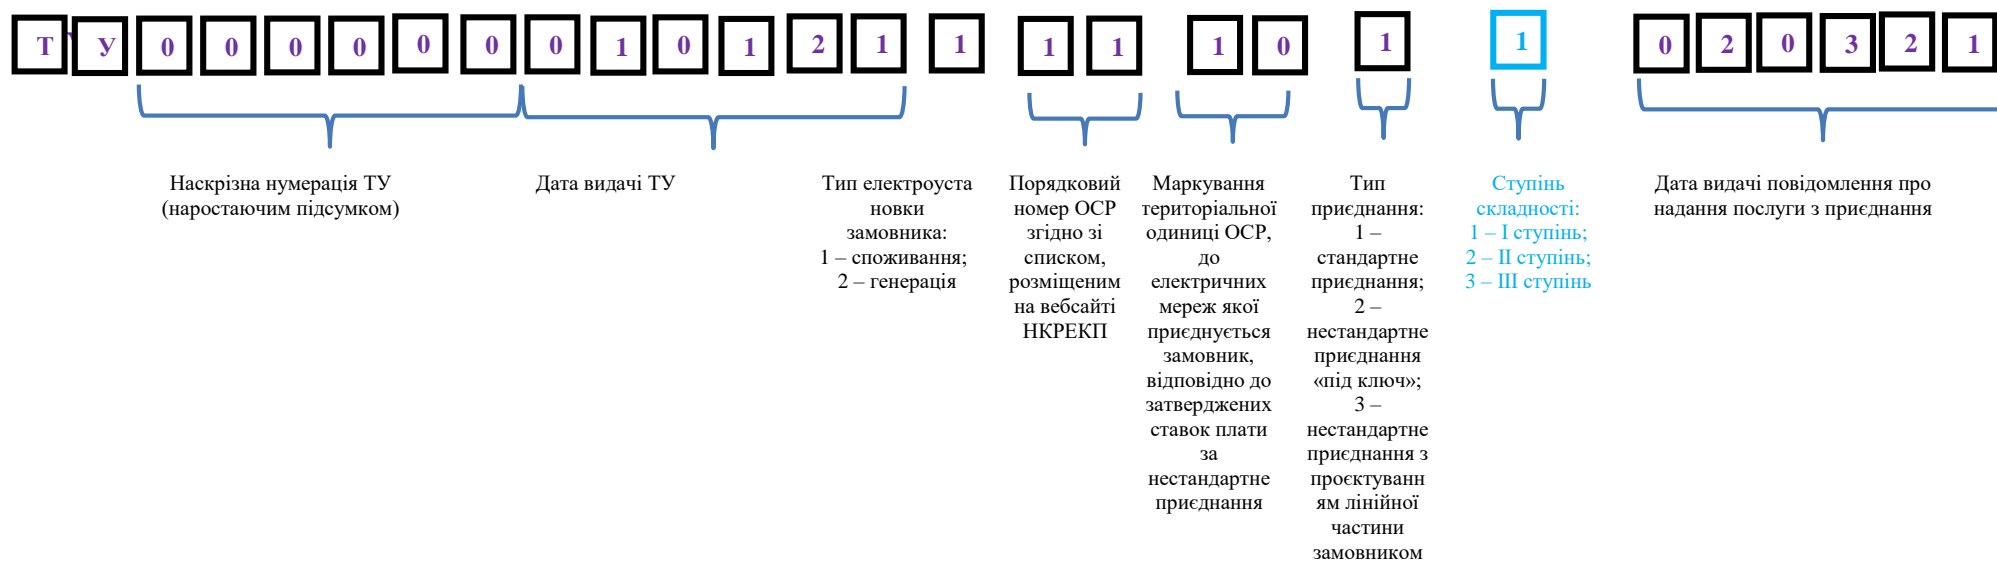 Т У 0 0 0 0 0 0 0 1 0 1 2 1 1 1 1 1 0 1 1 0 2 0 3 2 1
Наскрізна нумерація ТУ
(наростаючим підсумком)
Дата видачі ТУ
Тип електроуста
новки
замовника:
1 – споживання;
2 – генерація
Порядковий
номер ОСР
згідно зі
списком,
розміщеним
на вебсайті
НКРЕКП
Маркування
територіальної
одиниці ОСР,
до
електричних
мереж якої
приєднується
замовник,
відповідно до
затверджених
ставок плати
за
нестандартне
приєднання
Тип
приєднання:
1 –
стандартне
приєднання;
2 –
нестандартне
приєднання
«під ключ»;
3 –
нестандартне
приєднання з
проєктуванн
ям лінійної
частини
замовником
Ступінь
складності:
1 – І ступінь;
2 – ІІ ступінь;
3 – ІІІ ступінь
Дата видачі повідомлення про
надання послуги з приєднання